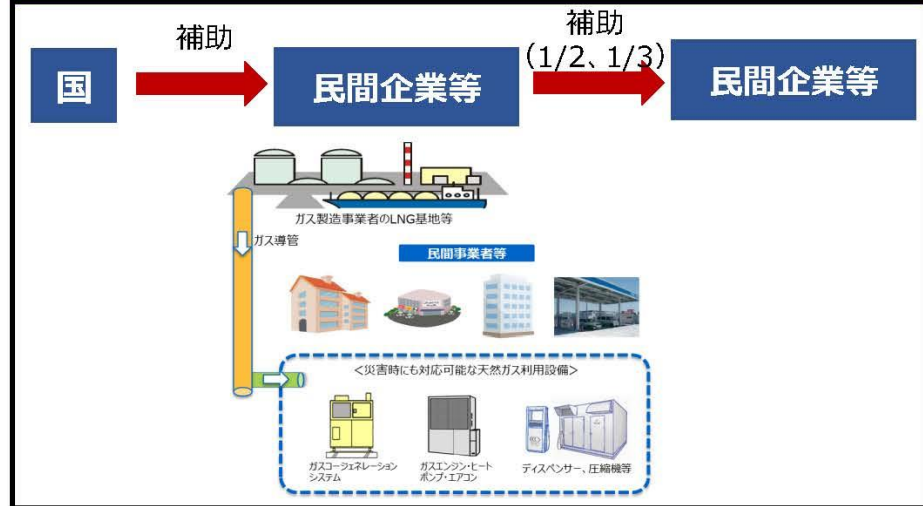 国
補助
民間企業等
補助
(1/2、1/3)
民間企業等
ガス製造事業者のLNG基地等
ガス導管
民間事業者等
<災害時にも対応可能な天然ガス利用設備>
ガスコージェネレーション
システム
ガスエンジン・ヒート
ポンプ・エアコン
ディスペンサー、圧縮機等